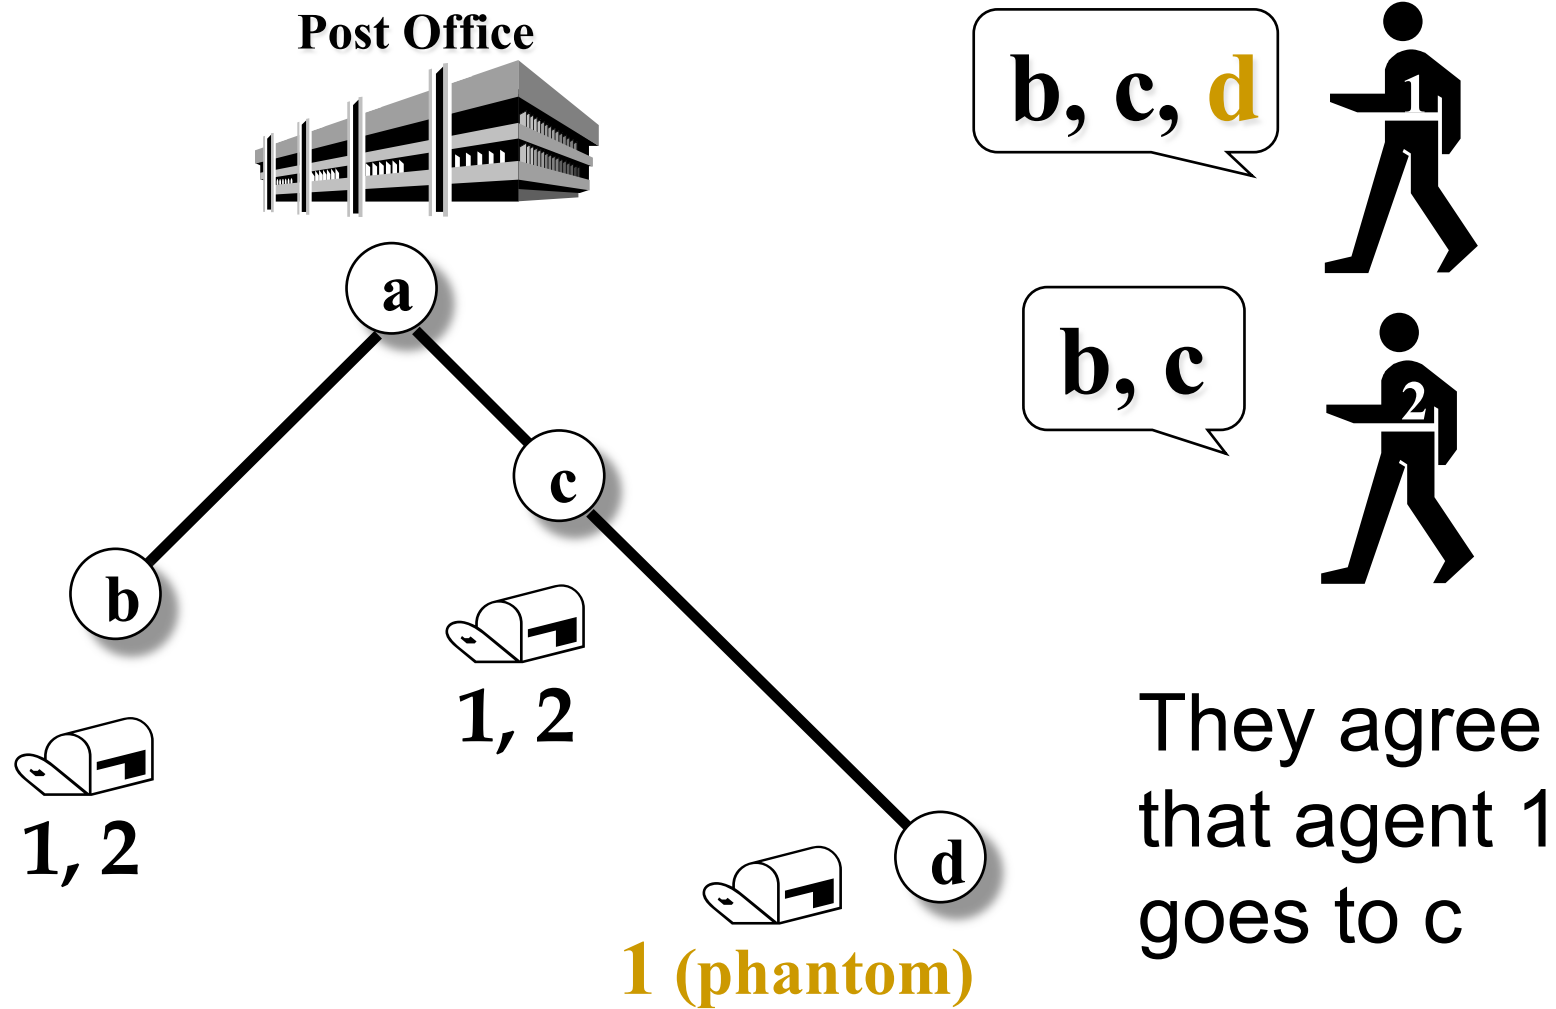 Post Office
b, c, d
1
b, c
2
a
c
b
d
1, 2
1, 2
1 (phantom)
They agree
that agent 1
goes to c